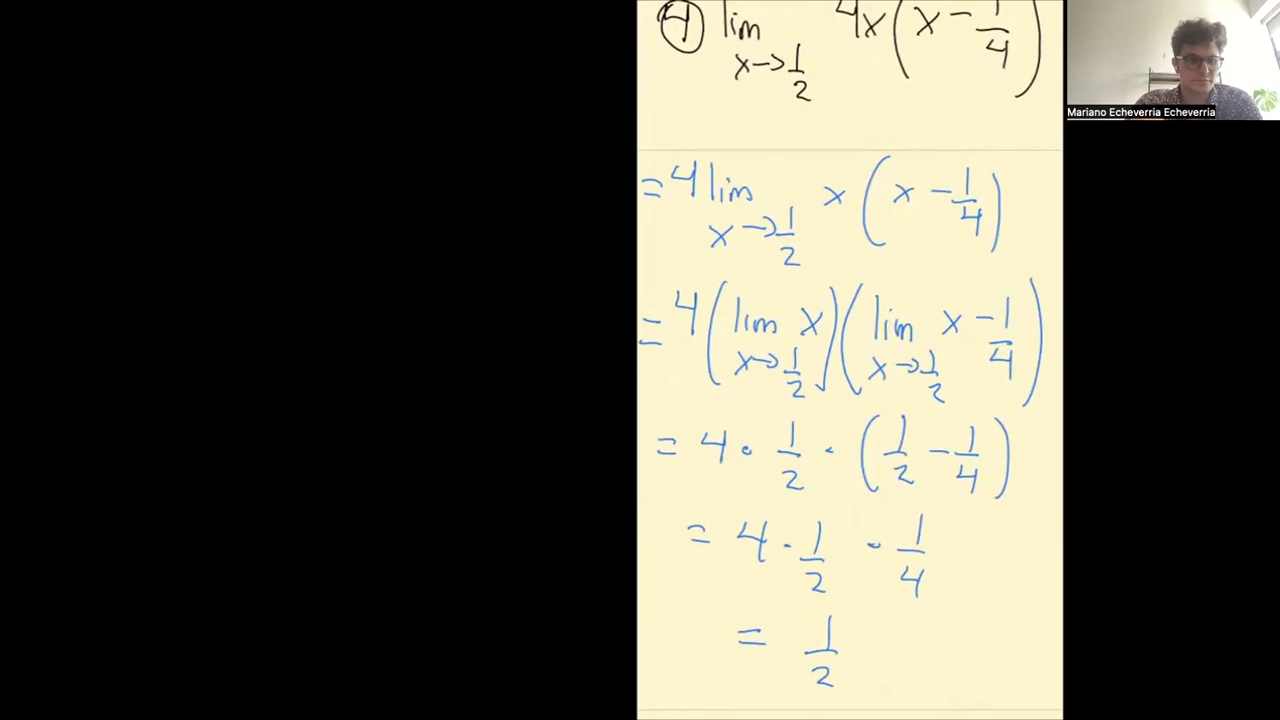 ④ lim 4x(x - 1/4)
x→1/2
= 4 lim x(x - 1/4)
x→1/2
= 4(lim x)(lim x - 1/4)
x→1/2 x→1/2
= 4 · 1/2 · (1/2 - 1/4)
= 4 · 1/2 · 1/4
= 1/2
Mariano Echeverria Echeverria